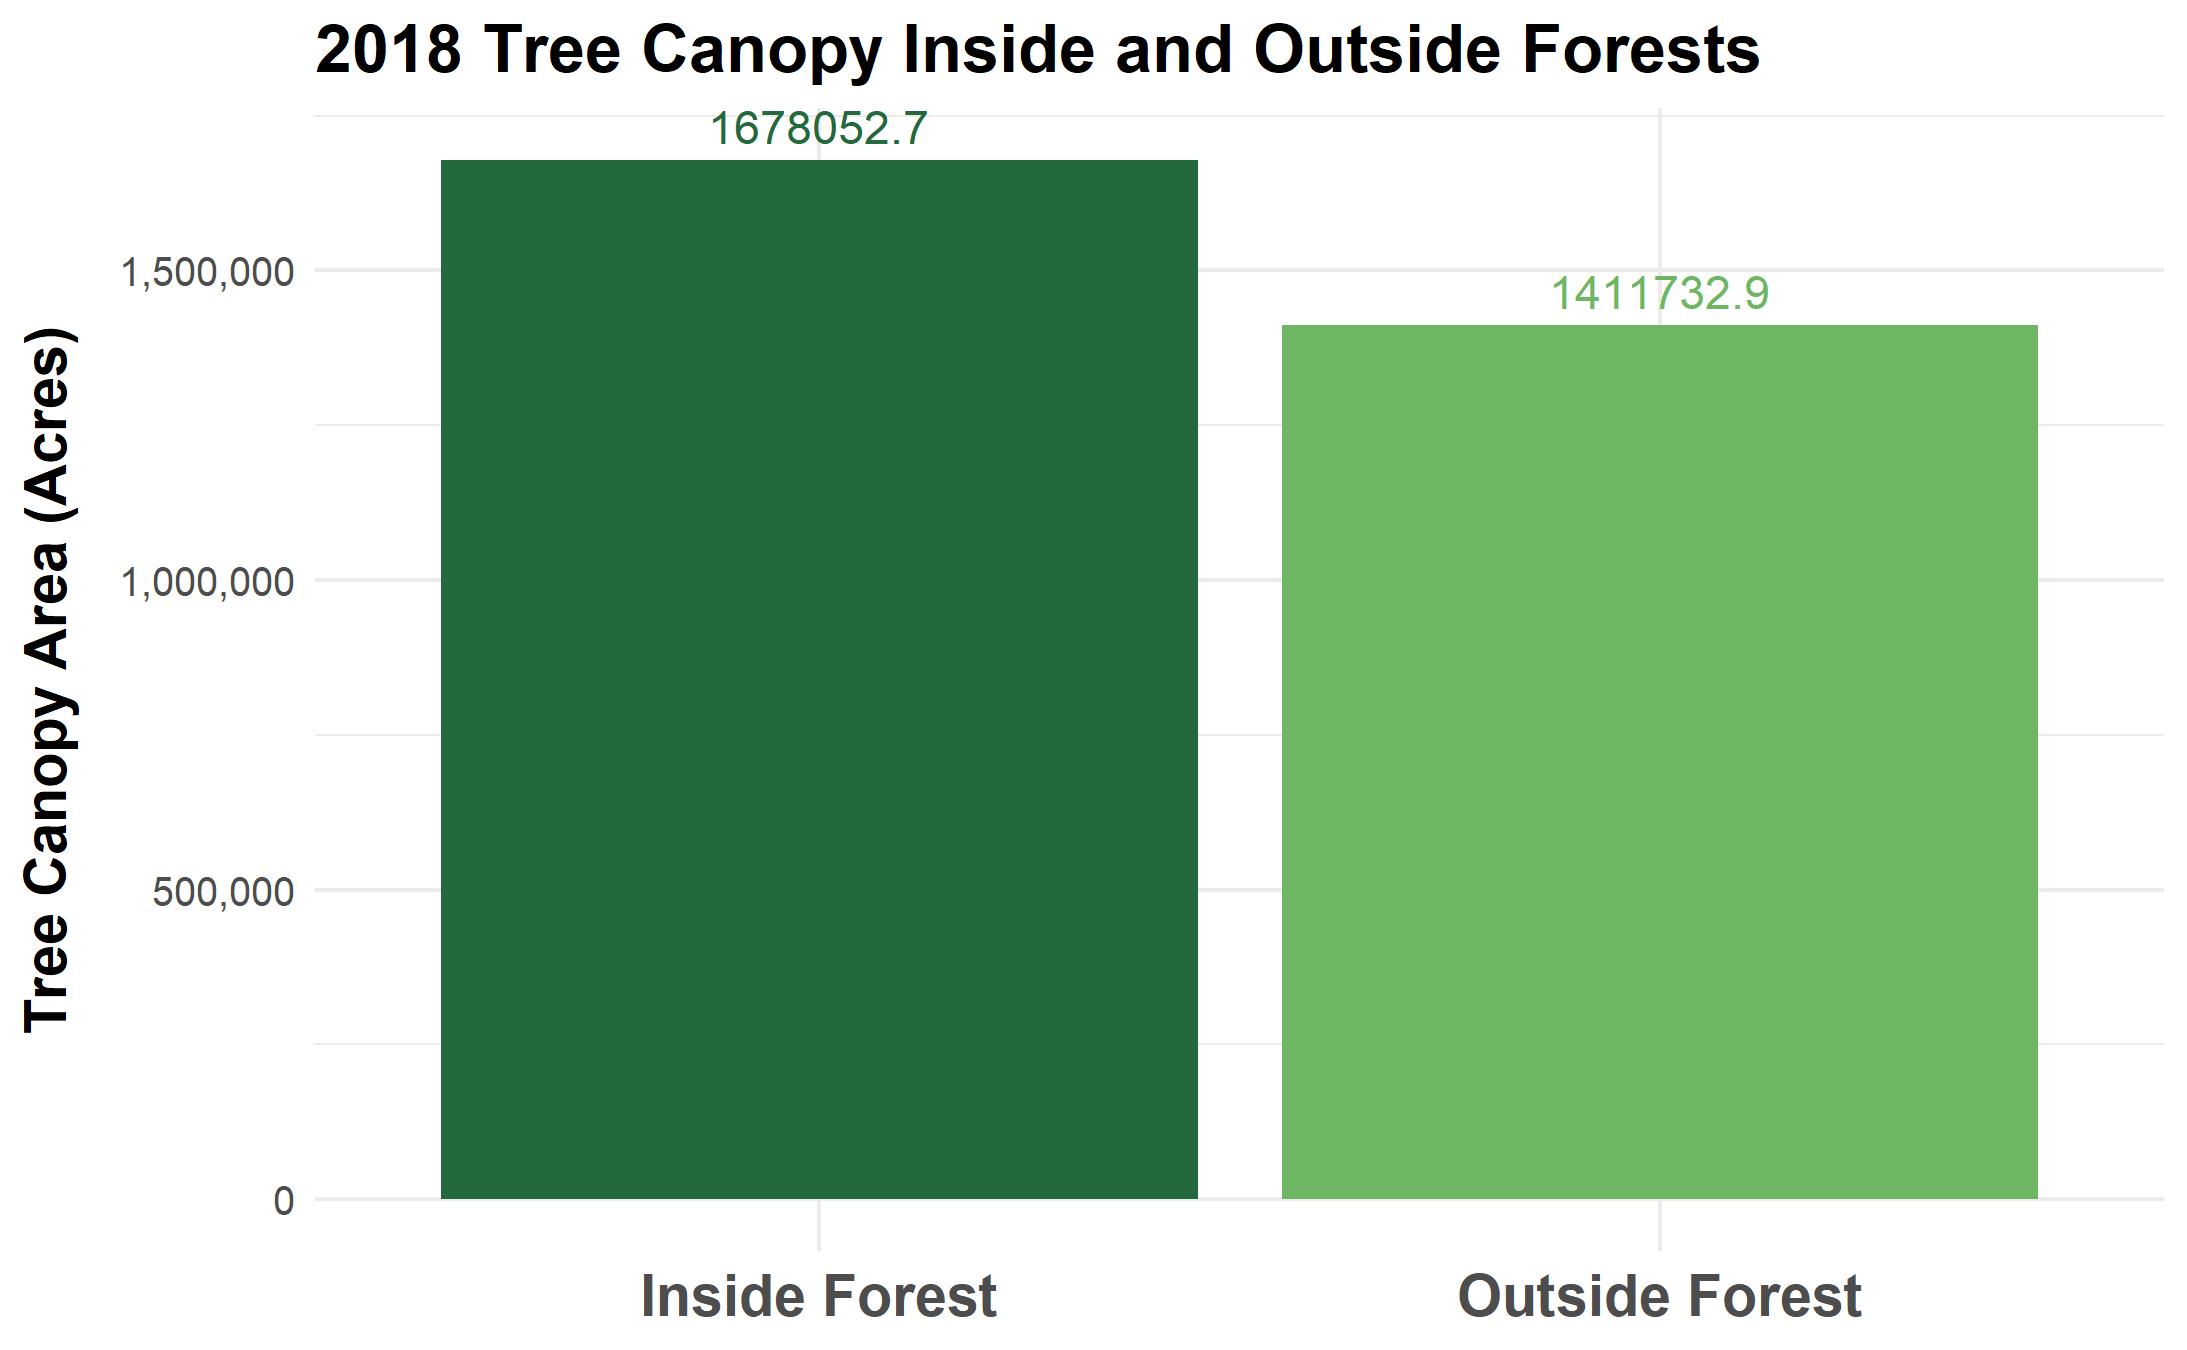 2018 Tree Canopy Inside and Outside Forests
Tree Canopy Area (Acres)
1,500,000
1,000,000
500,000
0
1678052.7
1411732.9
Inside Forest
Outside Forest